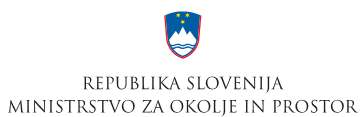 REPUBLIKA SLOVENIJA
MINISTRSTVO ZA OKOLJE IN PROSTOR